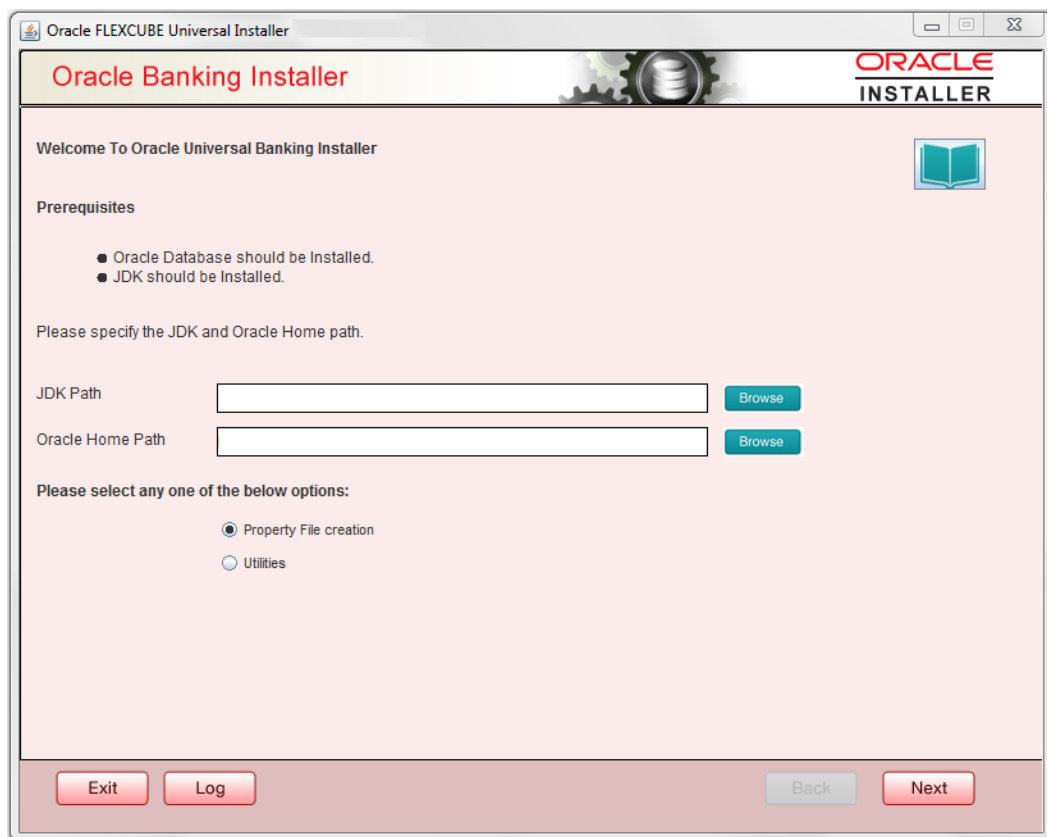 Oracle FLEXCUBE Universal Installer
Oracle Banking Installer
ORACLE
INSTALLER
Welcome To Oracle Universal Banking Installer
Prerequisites
Oracle Database should be Installed.
JDK should be Installed.
Please specify the JDK and Oracle Home path.
JDK Path
Browse
Oracle Home Path
Browse
Please select any one of the below options:
Property File creation
Utilities
Exit
Log
Back
Next